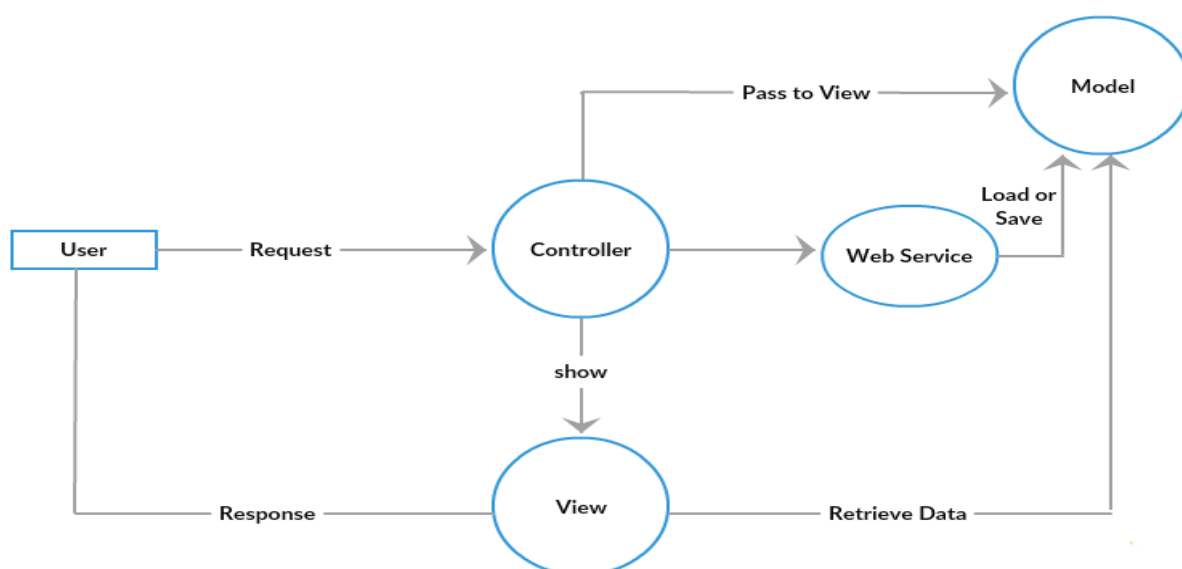 Model
Pass to View
Load or
Save
User
Request
Controller
Web Service
show
View
Response
Retrieve Data